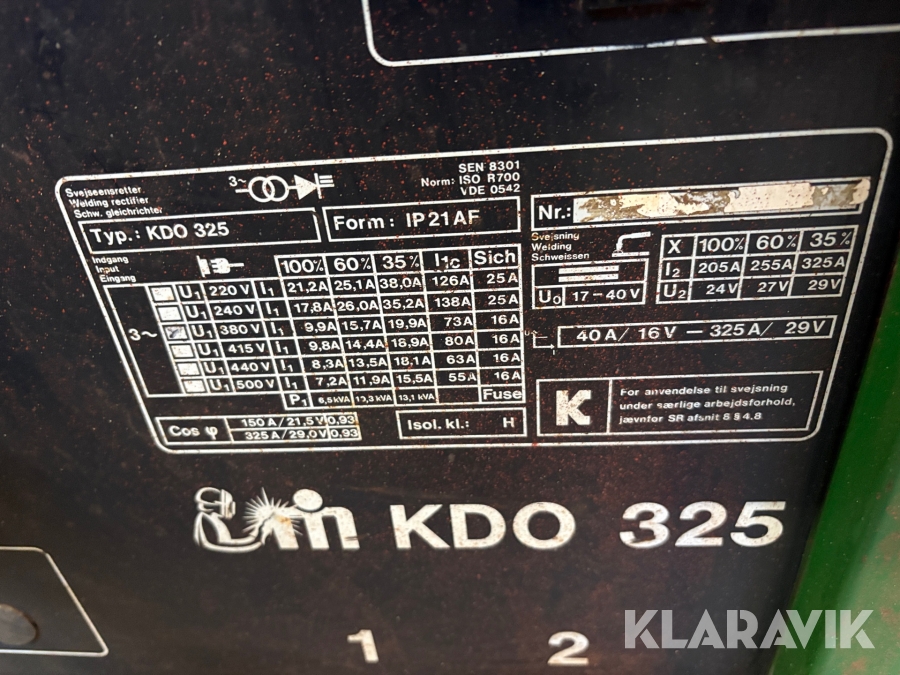 Svejseensretter
Welding rectifier
Schw. gleichrichter
3~
SEN 8301
Norm: ISO R700
VDE 0542
Typ.: KDO 325
Form: IP21AF
Nr.:
Indgang
Input
Eingang
100% 60% 35% I1c Sich
3~
U1 220 V I1 21,2A 25,1A 38,0A 126A 25A
U1 240 V I1 17,8A 26,0A 35,2A 138A 25A
U1 380 V I1 9,9A 15,7A 19,9A 73A 16A
U1 415 V I1 9,8A 14,4A 18,9A 80A 16A
U1 440 V I1 8,3A 13,5A 18,1A 63A 16A
U1 500 V I1 7,2A 11,9A 15,5A 55A 16A
P1 6,5kVA 13,3 kVA 13,1 kVA Fuse
Cos φ 150 A/21,5V 0,93
325 A/29,0V 0,93
Isol. kl.: H
Svejsning
Welding
Schweissen
U0 17-40V
X 100% 60% 35%
I2 205A 255A 325A
U2 24V 27V 29V
40 A/ 16 V – 325 A/ 29 V
K
For anvendelse til svejsning
under særlige arbejdsforhold,
jævnfør SR afsnit 8 § 4,8
KDO 325
1 2
KLARAVIK